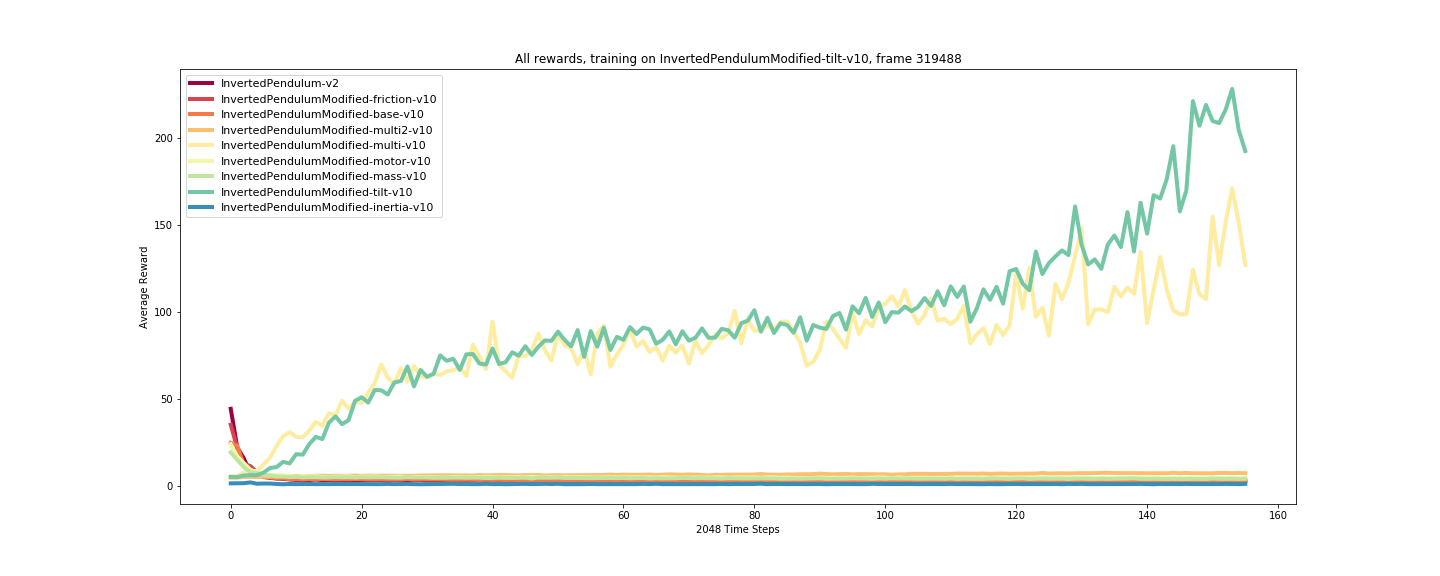 All rewards, training on InvertedPendulumModified-tilt-v10, frame 319488
InvertedPendulum-v2
InvertedPendulumModified-friction-v10
InvertedPendulumModified-base-v10
InvertedPendulumModified-multi2-v10
InvertedPendulumModified-multi-v10
InvertedPendulumModified-motor-v10
InvertedPendulumModified-mass-v10
InvertedPendulumModified-tilt-v10
InvertedPendulumModified-inertia-v10
Average Reward
200
150
100
50
0
0 20 40 60 80 100 120 140 160
2048 Time Steps